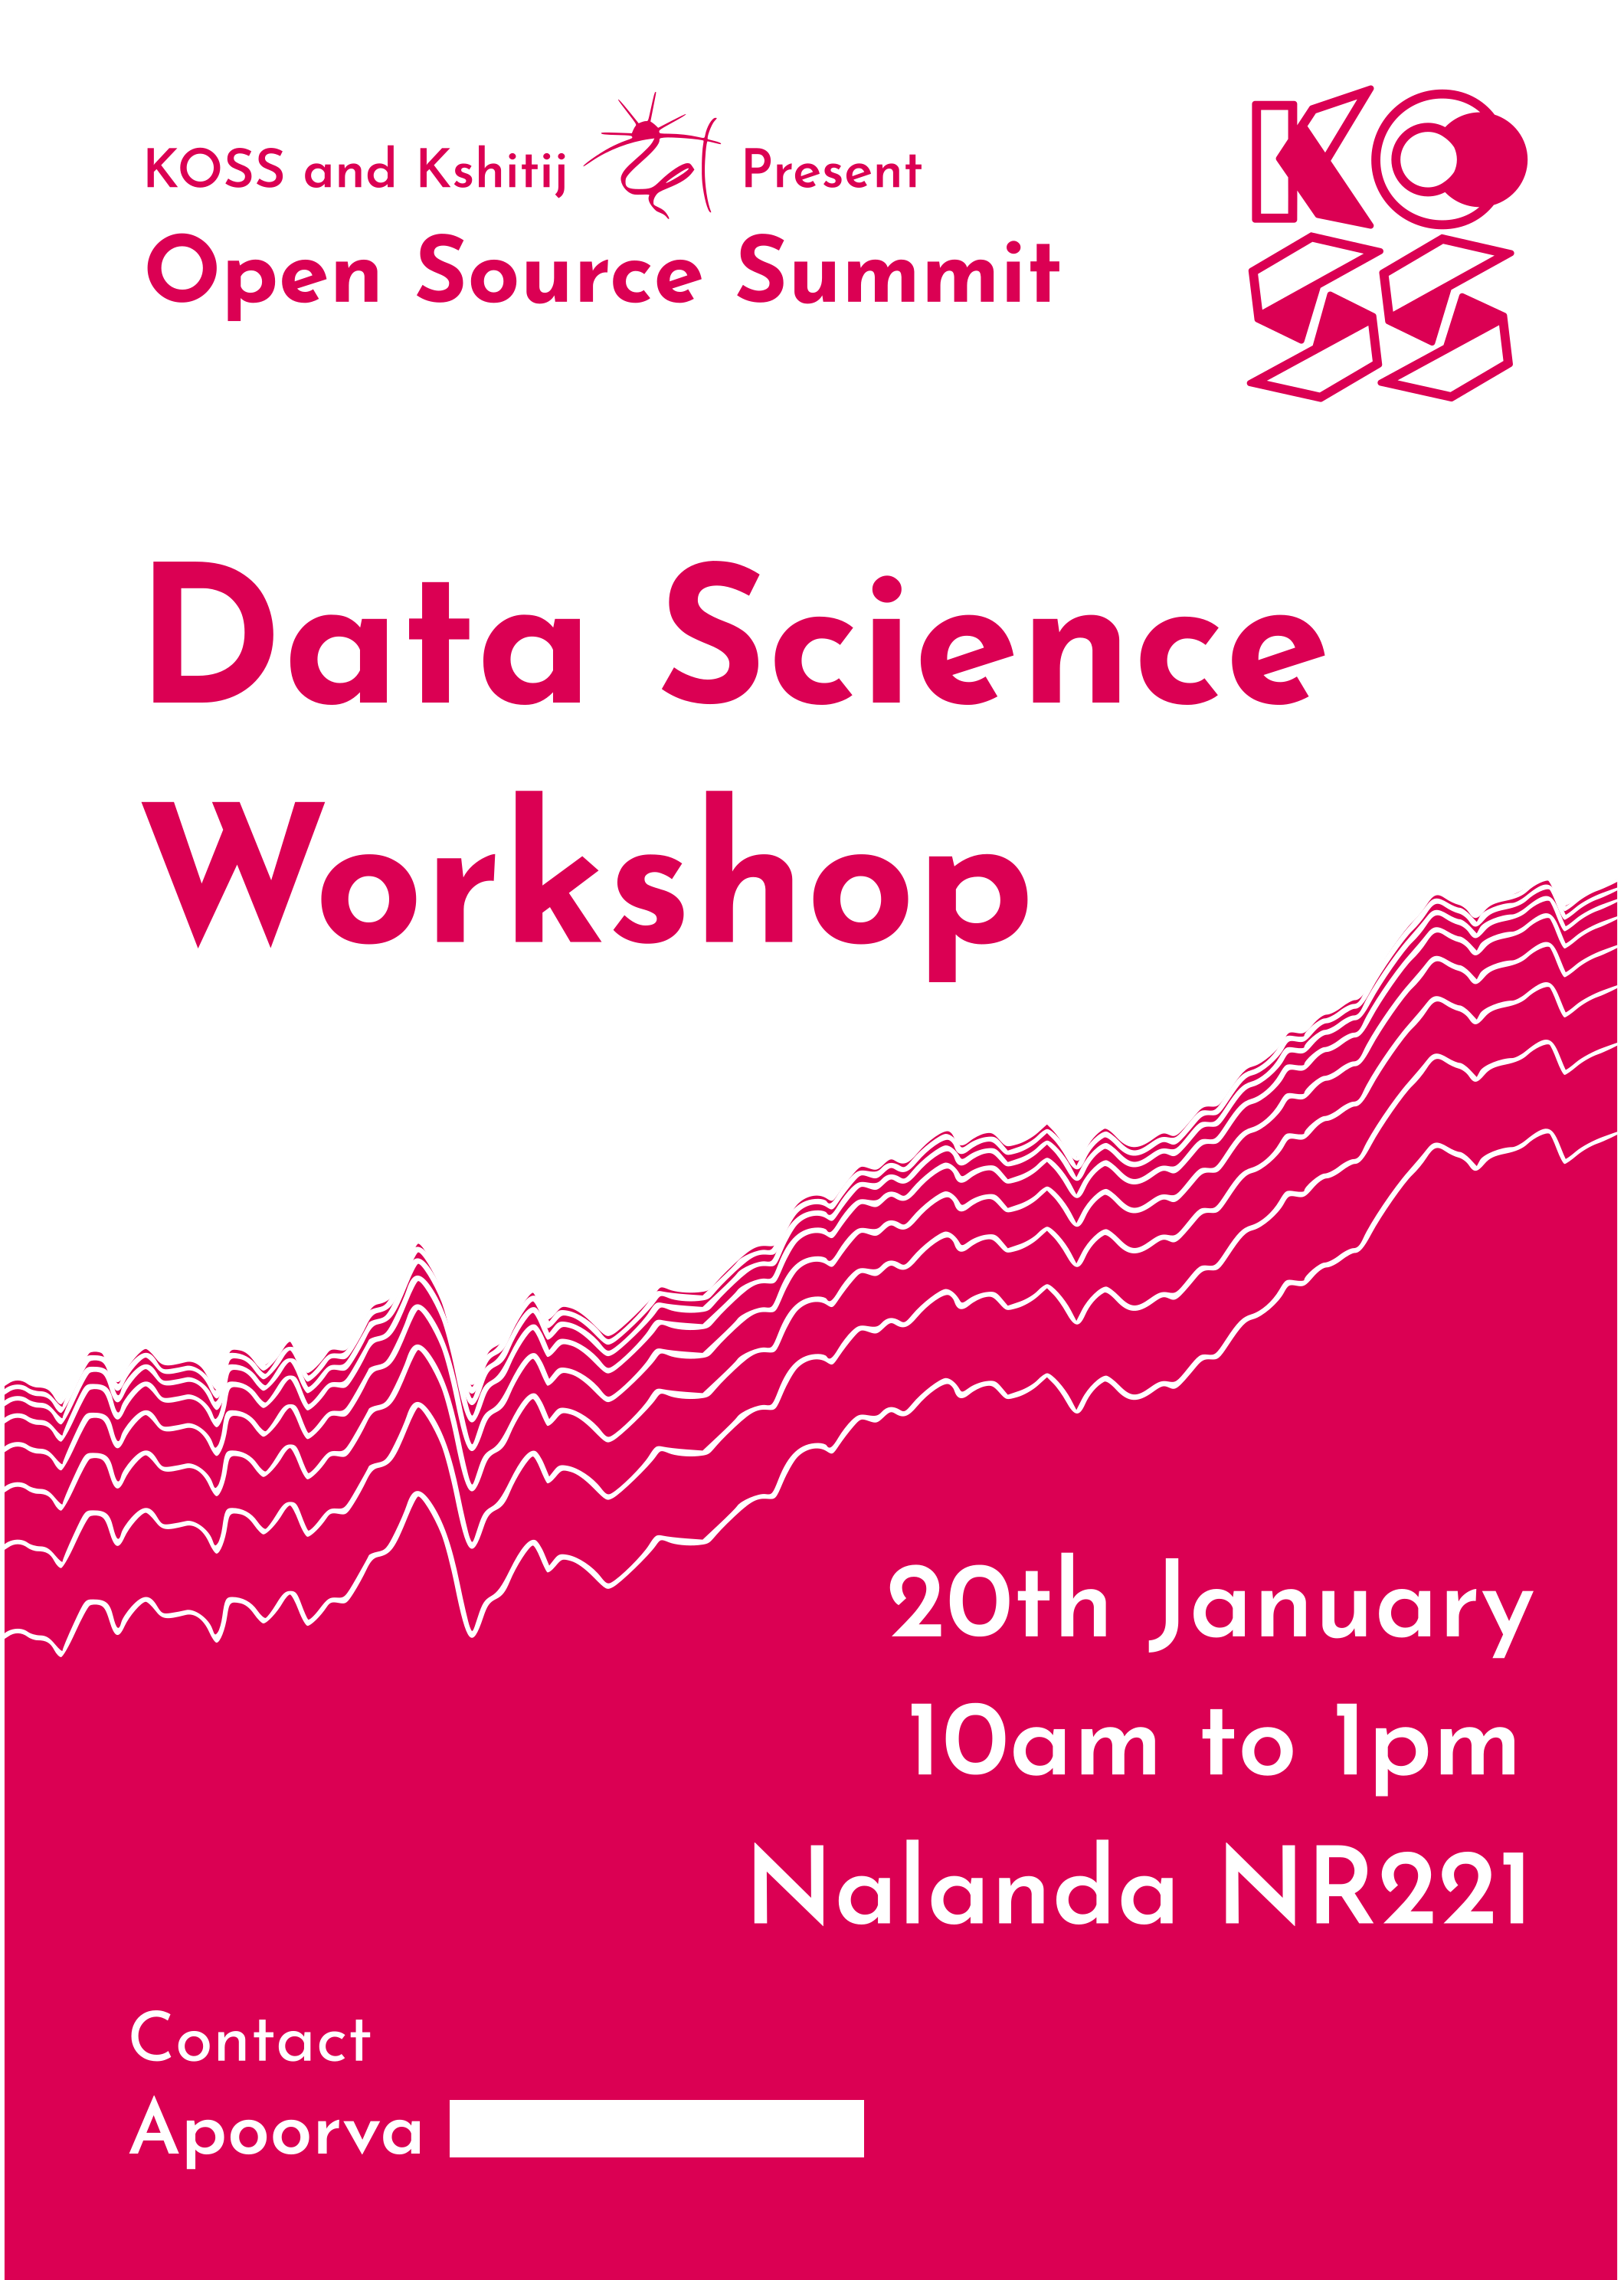 KOSS and Kshitij Present
Open Source Summit
KOSS
Data Science
Workshop
20th January
10am to 1pm
Nalanda NR221
Contact
Apoorva